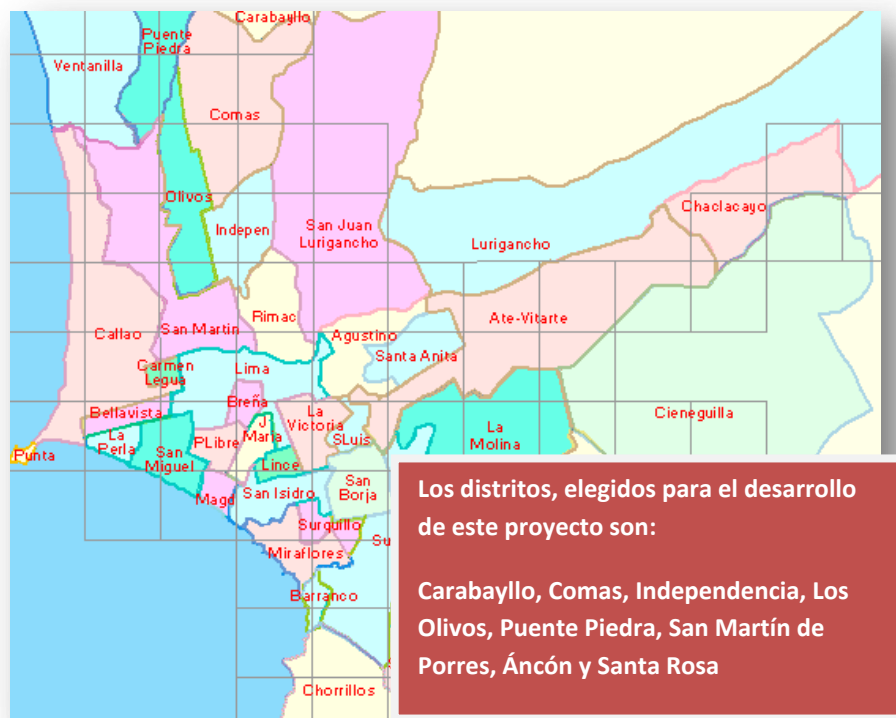 Carabayllo
Puente
Piedra
Ventanilla
Comas
Olivos
Indepen
San Juan
Lurigancho
Chaclacayo
Lurigancho
Callao
San Martin
Rimac
Agustino
Ate-Vitarte
Santa Anita
Carmen
Legua
Lima
Breña
Bellavista
La
Perla
San
Miguel
PLibre
J
Maria
La
Victoria
SLuis
La
Molina
Cieneguilla
Punta
Lince
Magd
San Isidro
San
Borja
Surguillo
Su
Miraflores
Barranco
Chorrillos
Los distritos, elegidos para el desarrollo
de este proyecto son:
Carabayllo, Comas, Independencia, Los
Olivos, Puente Piedra, San Martín de
Porres, Áncón y Santa Rosa